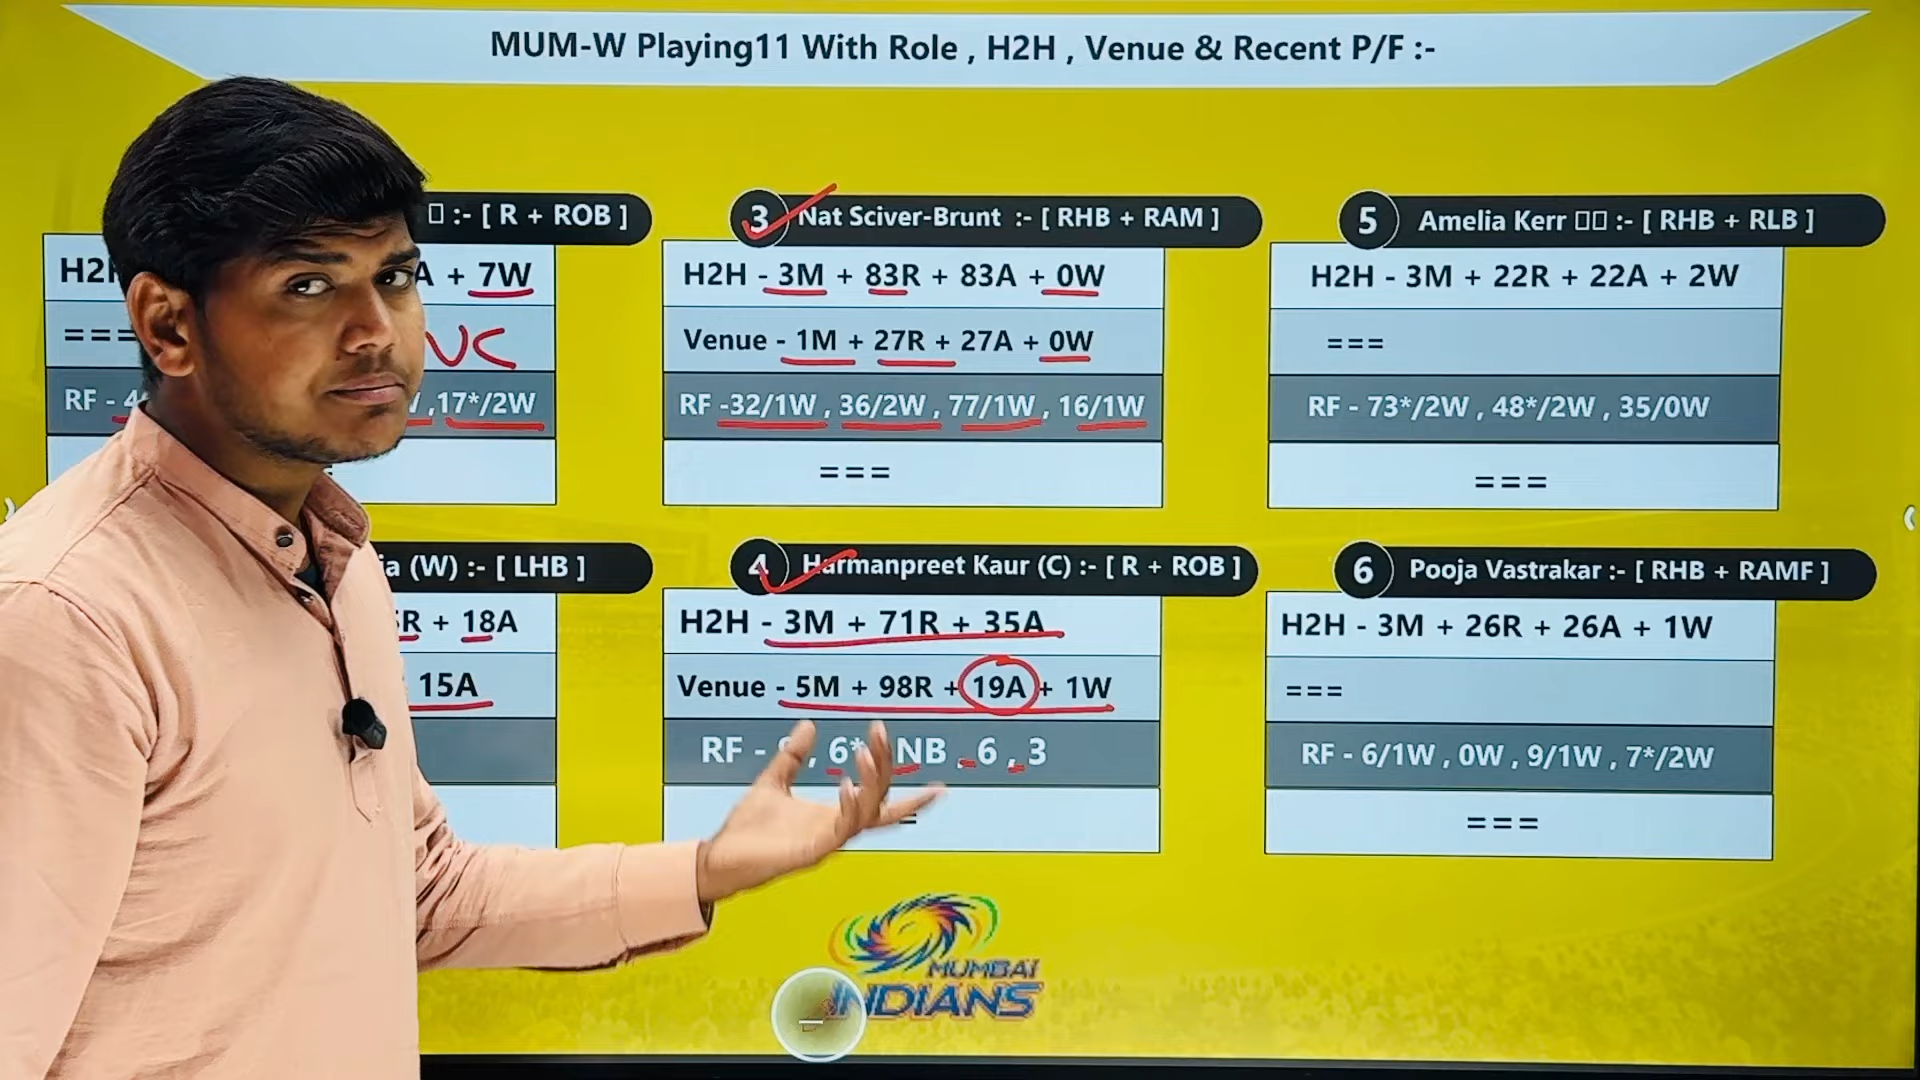 MUM-W Playing11 With Role , H2H , Venue & Recent P/F :-
:- [ R + ROB ]
A + 7W
===
VC
,17*/2W
RF -
ia (W) :- [ LHB ]
R + 18A
15A
3 Nat Sciver-Brunt :- [ RHB + RAM ]
H2H - 3M + 83R + 83A + 0W
Venue - 1M + 27R + 27A + 0W
RF -32/1W , 36/2W , 77/1W , 16/1W
===
4 Harmanpreet Kaur (C) :- [ R + ROB ]
H2H - 3M + 71R + 35A
Venue - 5M + 98R + 19A + 1W
RF - , 6* NB , 6 , 3
5 Amelia Kerr :- [ RHB + RLB ]
H2H - 3M + 22R + 22A + 2W
===
RF - 73*/2W , 48*/2W , 35/0W
===
6 Pooja Vastrakar :- [ RHB + RAMF ]
H2H - 3M + 26R + 26A + 1W
===
RF - 6/1W , 0W , 9/1W , 7*/2W
===
MUMBAI
INDIANS